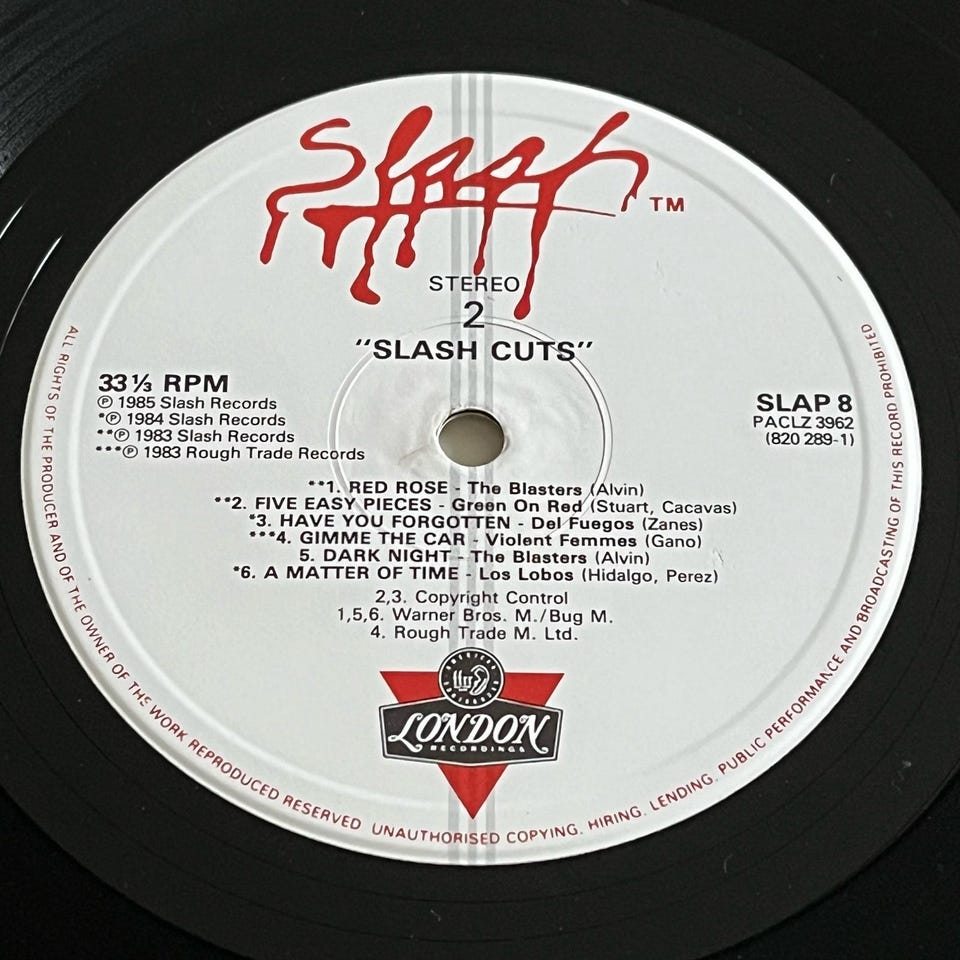 Slash TM
STEREO
2
"SLASH CUTS"
33⅓ RPM
℗ 1985 Slash Records
*℗ 1984 Slash Records
**℗ 1983 Slash Records
***℗ 1983 Rough Trade Records
SLAP 8
PACLZ 3962
(820 289-1)
**1. RED ROSE - The Blasters (Alvin)
**2. FIVE EASY PIECES - Green On Red (Stuart, Cacavas)
*3. HAVE YOU FORGOTTEN - Del Fuegos (Zanes)
***4. GIMME THE CAR - Violent Femmes (Gano)
5. DARK NIGHT - The Blasters (Alvin)
*6. A MATTER OF TIME - Los Lobos (Hidalgo, Perez)
2,3. Copyright Control
1,5,6. Warner Bros. M./Bug M.
4. Rough Trade M. Ltd.
AMERICAN
LONDON
RECORDINGS
ALL RIGHTS OF THE PRODUCER AND OF THE OWNER OF THE WORK REPRODUCED RESERVED UNAUTHORISED COPYING, HIRING, LENDING, PUBLIC PERFORMANCE AND BROADCASTING OF THIS RECORD PROHIBITED